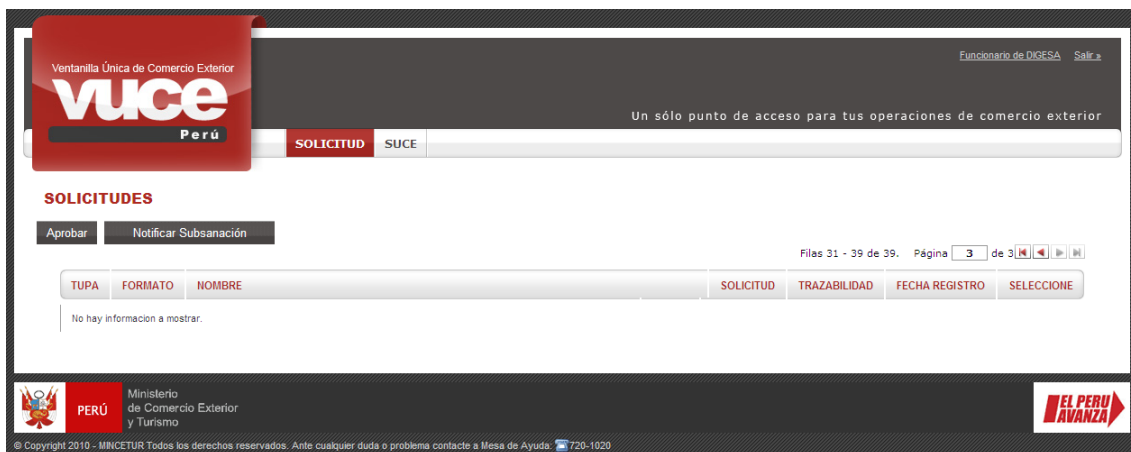 Funcionario de DIGESA Salir »
Ventanilla Única de Comercio Exterior
vuce
Perú
Un sólo punto de acceso para tus operaciones de comercio exterior
SOLICITUD SUCE
SOLICITUDES
Aprobar Notificar Subsanación
Filas 31 - 39 de 39. Página 3 de 3
TUPA FORMATO NOMBRE SOLICITUD TRAZABILIDAD FECHA REGISTRO SELECCIONE
No hay informacion a mostrar.
PERÚ
Ministerio
de Comercio Exterior
y Turismo
EL PERU
AVANZA
© Copyright 2010 - MINCETUR Todos los derechos reservados. Ante cualquier duda o problema contacte a Mesa de Ayuda: 720-1020